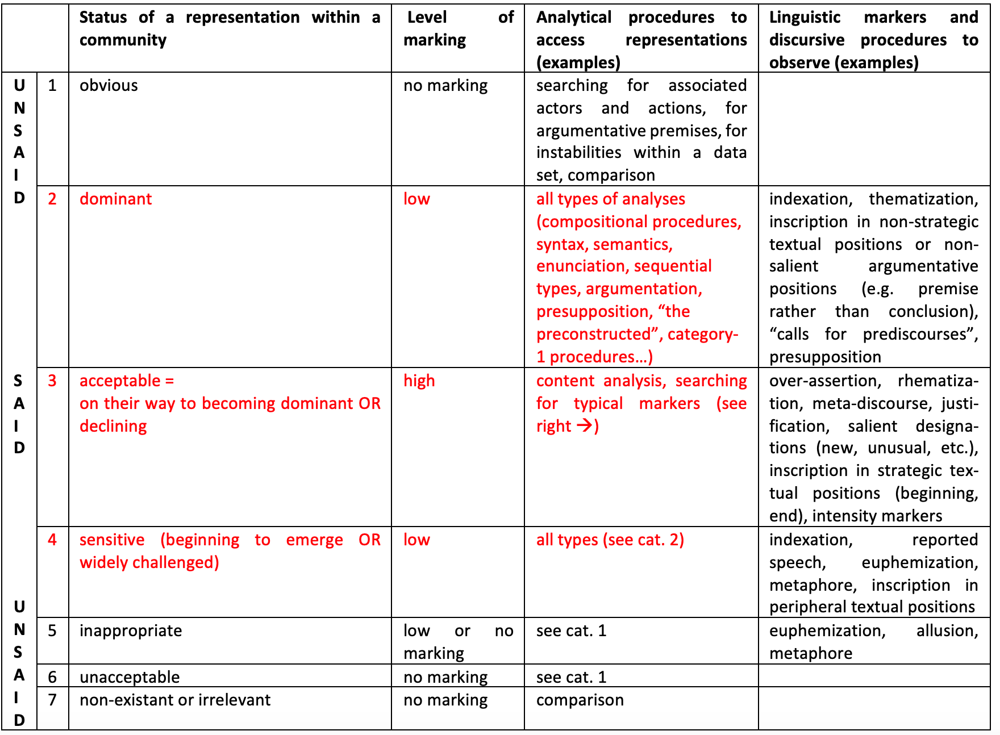 Status of a representation within a community
Level of marking
Analytical procedures to access representations (examples)
Linguistic markers and discursive procedures to observe (examples)
UNSAID
1
obvious
no marking
searching for associated
actors and actions, for
argumentative premises, for
instabilities within a data
set, comparison
2
dominant
low
all types of analyses
(compositional procedures,
syntax, semantics,
enunciation, sequential
types, argumentation,
presupposition, “the
preconstructed”, category-
1 procedures...)
indexation, thematization,
inscription in non-strategic
textual positions or non-
salient argumentative
positions (e.g. premise
rather than conclusion),
“calls for prediscourses”,
presupposition
SAID
3
acceptable =
on their way to becoming dominant OR
declining
high
content analysis, searching
for typical markers (see
right →)
over-assertion, rhematiza-
tion, meta-discourse, justi-
fication, salient designa-
tions (new, unusual, etc.),
inscription in strategic tex-
tual positions (beginning,
end), intensity markers
4
sensitive (beginning to emerge OR
widely challenged)
low
all types (see cat. 2)
indexation, reported
speech, euphemization,
metaphore, inscription in
peripheral textual positions
UNSAID
5
inappropriate
low or no
marking
see cat. 1
euphemization, allusion,
metaphore
6
unacceptable
no marking
see cat. 1
7
non-existant or irrelevant
no marking
comparison